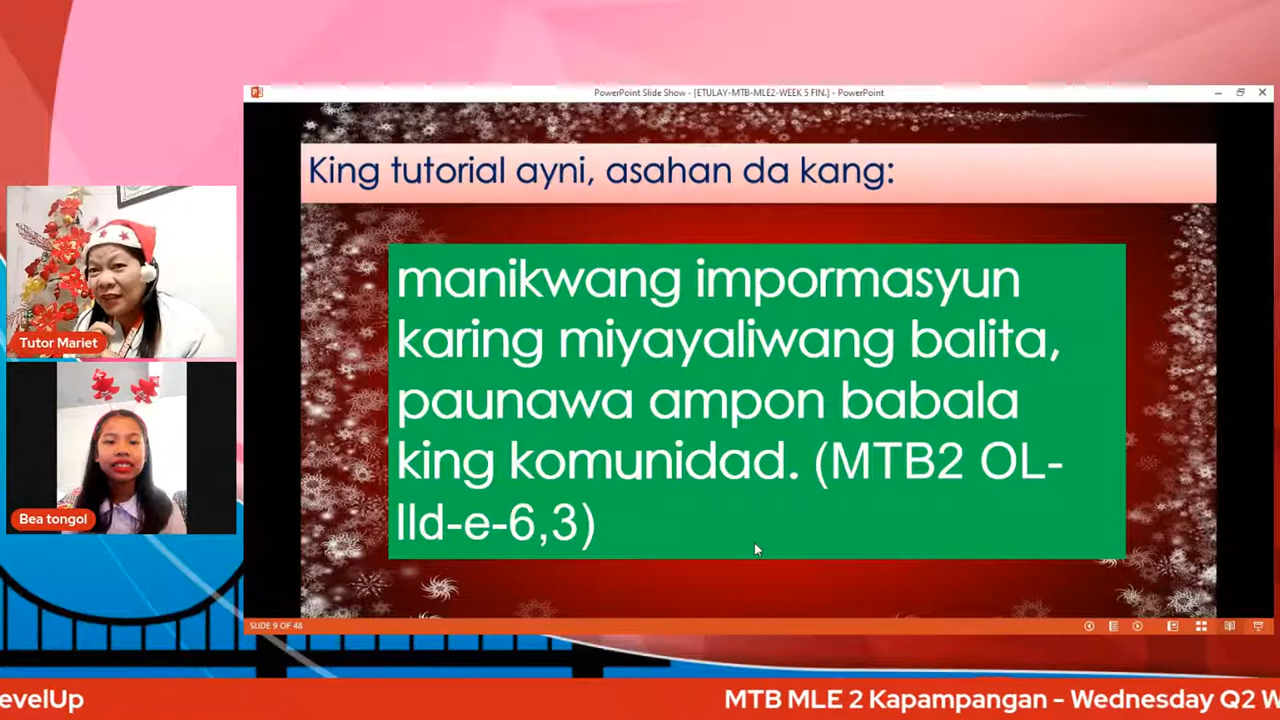 PowerPoint Slide Show - [ETULAY-MTB-MLE2-WEEK 5 FIN.] - PowerPoint
King tutorial ayni, asahan da kang:
manikwang impormasyun
karing miyayaliwang balita,
paunawa ampon babala
king komunidad. (MTB2 OL-
lld-e-6,3)
Tutor Mariet
Bea tongol
SLIDE 9 OF 48
evelUp
MTB MLE 2 Kapampangan - Wednesday Q2 W